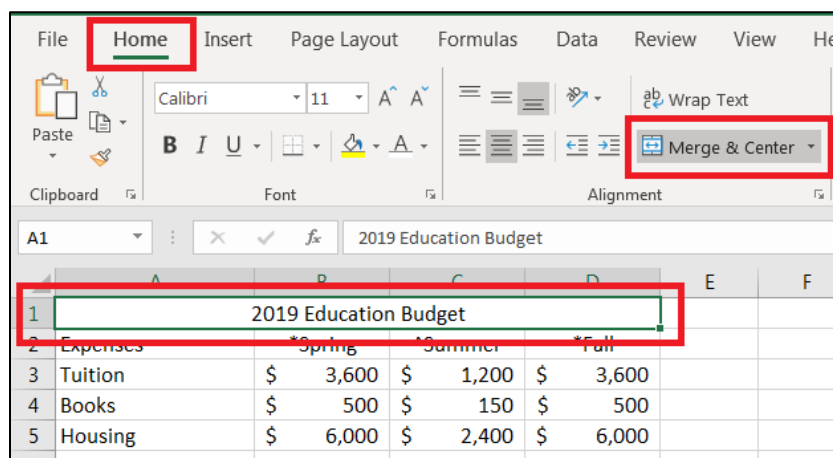 File Home Insert Page Layout Formulas Data Review View He
Calibri 11 A A ab c Wrap Text
Paste B I U A Merge & Center
Clipboard Font Alignment
A1 fx 2019 Education Budget
A B C D E F
1 2019 Education Budget
2 Expenses *Spring ^Summer *Fall
3 Tuition $ 3,600 $ 1,200 $ 3,600
4 Books $ 500 $ 150 $ 500
5 Housing $ 6,000 $ 2,400 $ 6,000